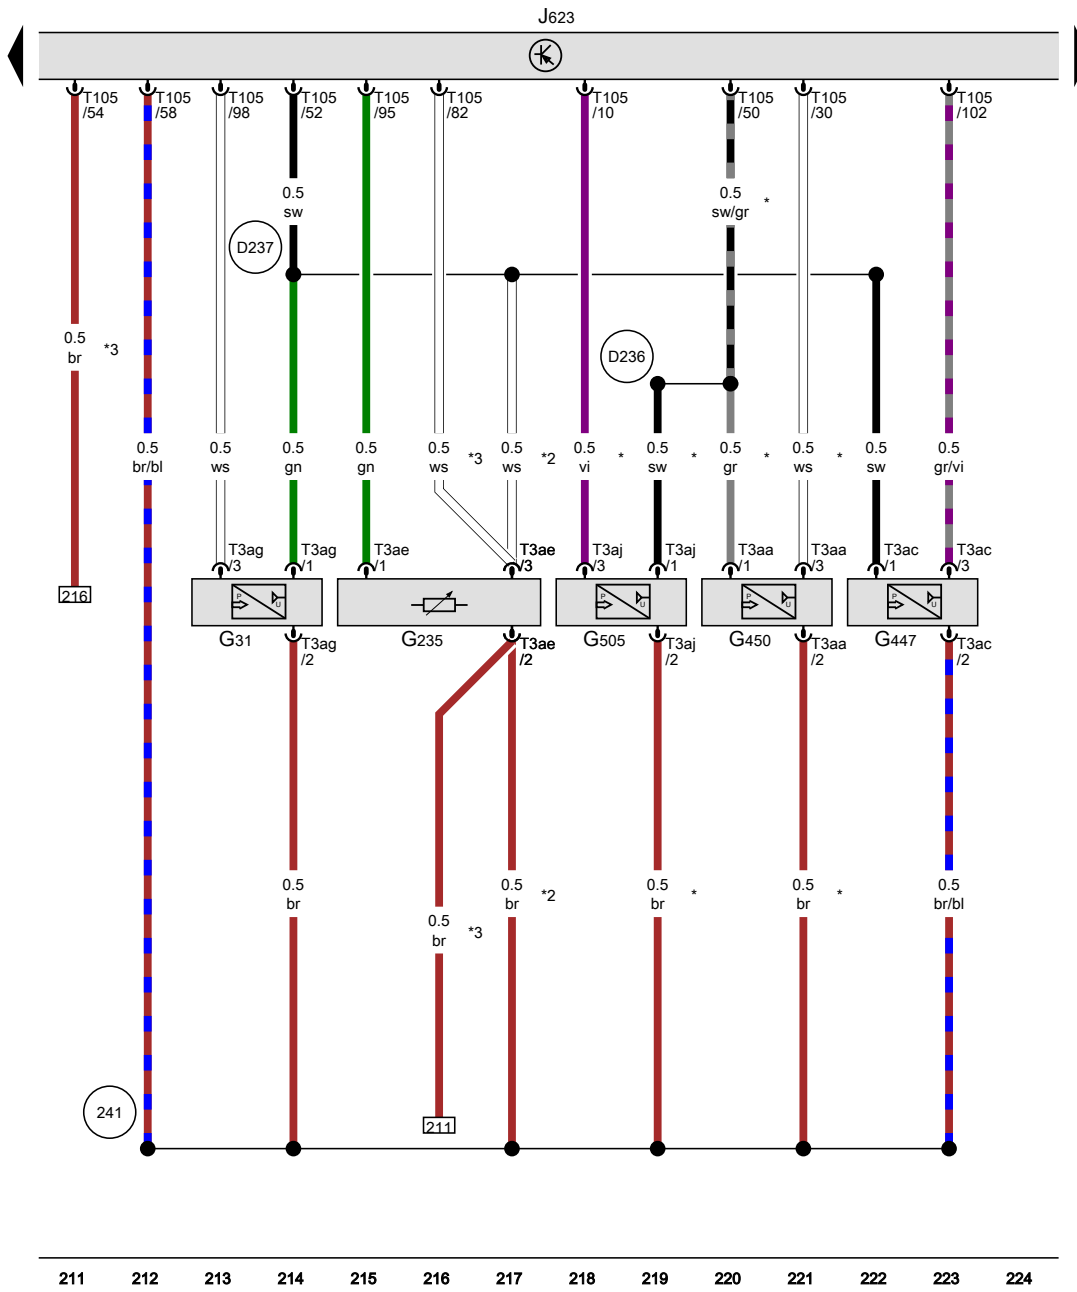 J623
T105 T105 T105 T105 T105 T105 T105 T105 T105 T105
/54 /58 /98 /52 /95 /82 /10 /50 /30 /102
0.5 0.5
sw sw/gr *
D237
0.5
br *3
D236
0.5 0.5 0.5 0.5 0.5 0.5 0.5 0.5 0.5 0.5 0.5 0.5
br/bl ws gn gn ws *3 ws *2 vi * sw * gr * ws * sw gr/vi
T3ag T3ag T3ae T3ae T3aj T3aj T3aa T3aa T3ac T3ac
/3 /1 /1 /3 /3 /1 /1 /3 /1 /3
216
P U P U P U P U
G31 G235 G505 G450 G447
T3ag T3ae T3aj T3aa T3ac
/2 /2 /2 /2 /2
0.5 0.5 0.5 0.5 0.5
br br *2 br * br * br/bl
0.5
br *3
241
211
211 212 213 214 215 216 217 218 219 220 221 222 223 224